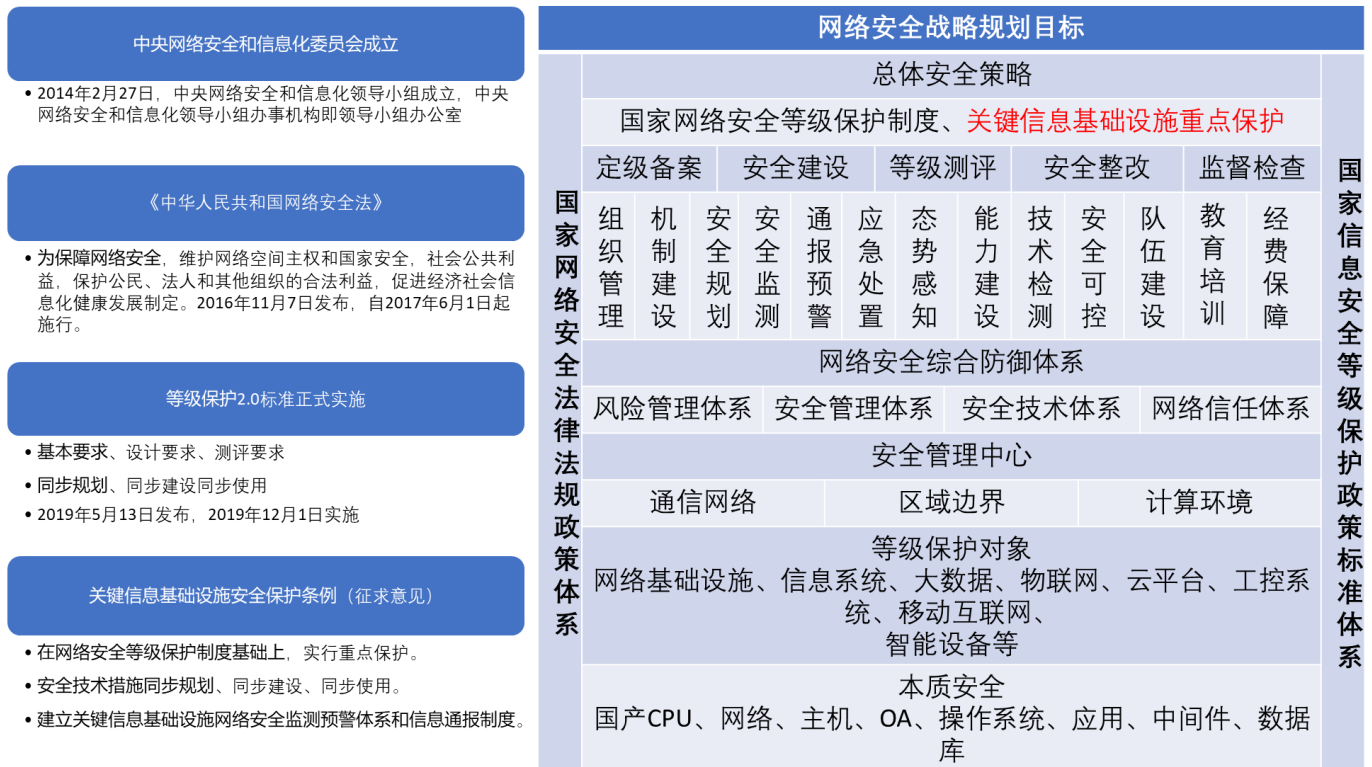 中央网络安全和信息化委员会成立
• 2014年2月27日，中央网络安全和信息化领导小组成立，中央
网络安全和信息化领导小组办事机构即领导小组办公室
《中华人民共和国网络安全法》
• 为保障网络安全，维护网络空间主权和国家安全，社会公共利
益，保护公民、法人和其他组织的合法利益，促进经济社会信
息化健康发展制定。2016年11月7日发布，自2017年6月1日起
施行。
等级保护2.0标准正式实施
• 基本要求、设计要求、测评要求
• 同步规划、同步建设同步使用
• 2019年5月13日发布，2019年12月1日实施
关键信息基础设施安全保护条例（征求意见）
• 在网络安全等级保护制度基础上，实行重点保护。
• 安全技术措施同步规划、同步建设、同步使用。
• 建立关键信息基础设施网络安全监测预警体系和信息通报制度。
网络安全战略规划目标
国家网络安全法律法规政策体系
总体安全策略
国家网络安全等级保护制度、关键信息基础设施重点保护
定级备案 安全建设 等级测评 安全整改 监督检查
组织管理 机制建设 安全规划 安全监测 通报预警 应急处置 态势感知 能力建设 技术检测 安全可控 队伍建设 教育培训 经费保障
网络安全综合防御体系
风险管理体系 安全管理体系 安全技术体系 网络信任体系
安全管理中心
通信网络 区域边界 计算环境
等级保护对象
网络基础设施、信息系统、大数据、物联网、云平台、工控系
统、移动互联网、
智能设备等
本质安全
国产CPU、网络、主机、OA、操作系统、应用、中间件、数据
库
国家信息安全等级保护政策标准体系